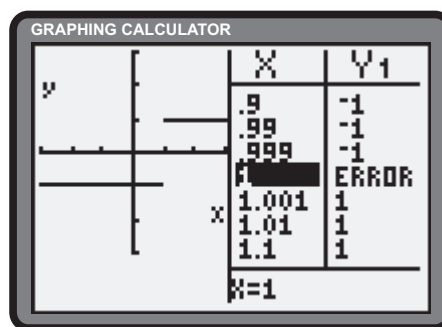 GRAPHING CALCULATOR
X Y1
y
.9 -1
.99 -1
.999 -1
ERROR
1.001 1
x
1.01 1
1.1 1
X=1